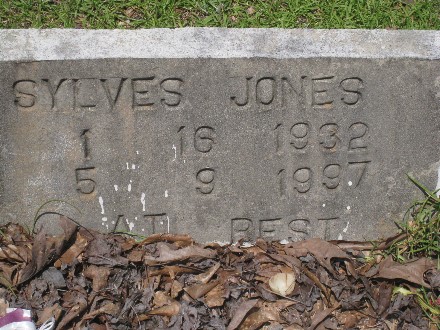 SYLVES JONES
1 16 1932
5 9 1997
AT REST